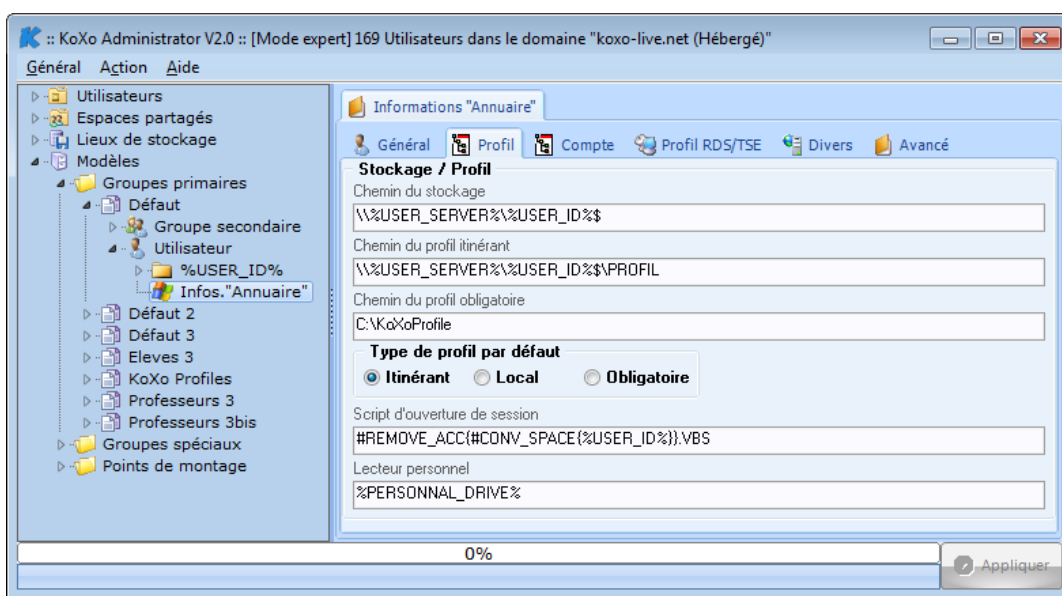 :: KoXo Administrator V2.0 :: [Mode expert] 169 Utilisateurs dans le domaine "koxo-live.net (Hébergé)"
Général Action Aide
Utilisateurs
Espaces partagés
Lieux de stockage
Modèles
Groupes primaires
Défaut
Groupe secondaire
Utilisateur
%USER_ID%
Infos."Annuaire"
Défaut 2
Défaut 3
Eleves 3
KoXo Profiles
Professeurs 3
Professeurs 3bis
Groupes spéciaux
Points de montage
Informations "Annuaire"
Général Profil Compte Profil RDS/TSE Divers Avancé
Stockage / Profil
Chemin du stockage
\\%USER_SERVER%\%USER_ID%$
Chemin du profil itinérant
\\%USER_SERVER%\%USER_ID%$\PROFIL
Chemin du profil obligatoire
C:\KoXoProfile
Type de profil par défaut
Itinérant Local Obligatoire
Script d'ouverture de session
#REMOVE_ACC{#CONV_SPACE{%USER_ID%}}.VBS
Lecteur personnel
%PERSONNAL_DRIVE%
0%
Appliquer